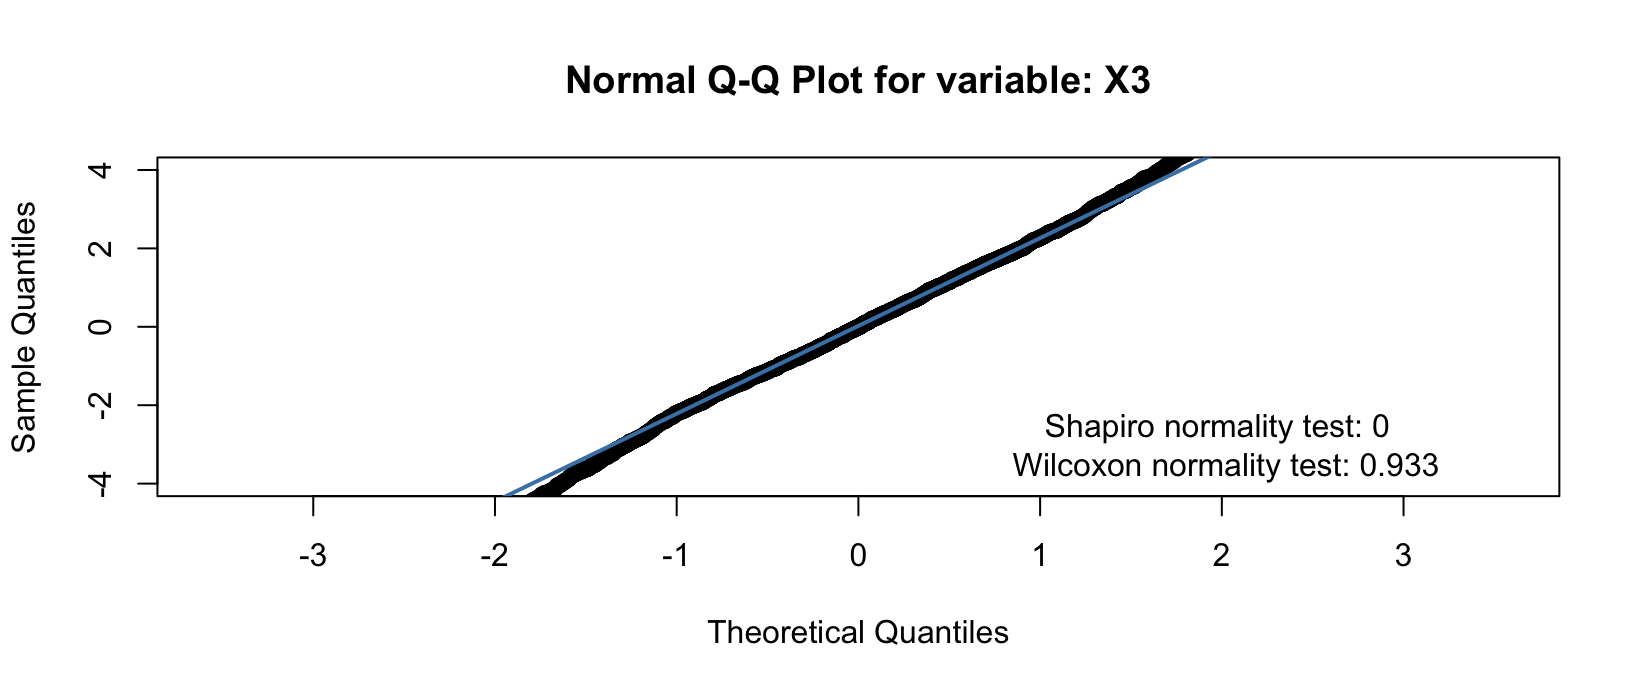 Normal Q-Q Plot for variable: X3
Sample Quantiles
4
2
0
-2
-4
Shapiro normality test: 0
Wilcoxon normality test: 0.933
-3 -2 -1 0 1 2 3
Theoretical Quantiles